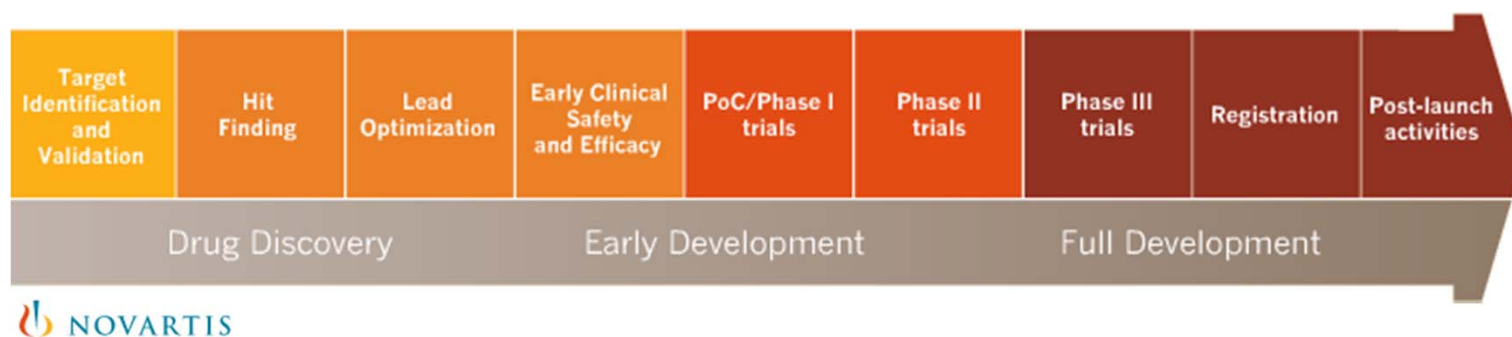 Target
Identification
and
Validation
Hit
Finding
Lead
Optimization
Early Clinical
Safety
and Efficacy
PoC/Phase I
trials
Phase II
trials
Phase III
trials
Registration
Post-launch
activities
Drug Discovery
Early Development
Full Development
NOVARTIS